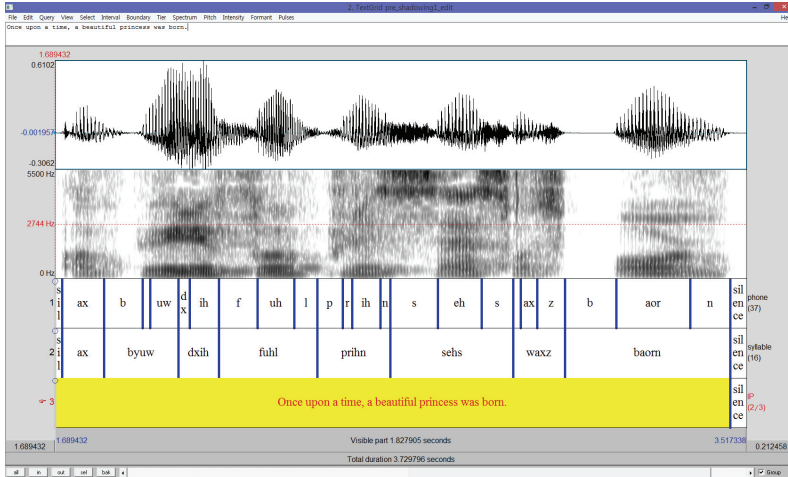 2. TextGrid pre_shadowing1_edit
File Edit Query View Select Interval Boundary Tier Spectrum Pitch Intensity Formant Pulses He
Once upon a time, a beautiful princess was born.
1.689432
0.6102
-0.001957
-0.3062
5500 Hz
2744 Hz
0 Hz
1 sil ax b uw dx ih f uh l p r ih n s eh s ax z b aor n silence phone (37)
2 sil ax byuw dxih fuhl prihn sehs waxz baorn silence syllable (16)
3 Once upon a time, a beautiful princess was born. silence IP (2/3)
1.689432 Visible part 1.827905 seconds 3.517338
1.689432 0.212458
Total duration 3.729796 seconds
all in out sel bak Group